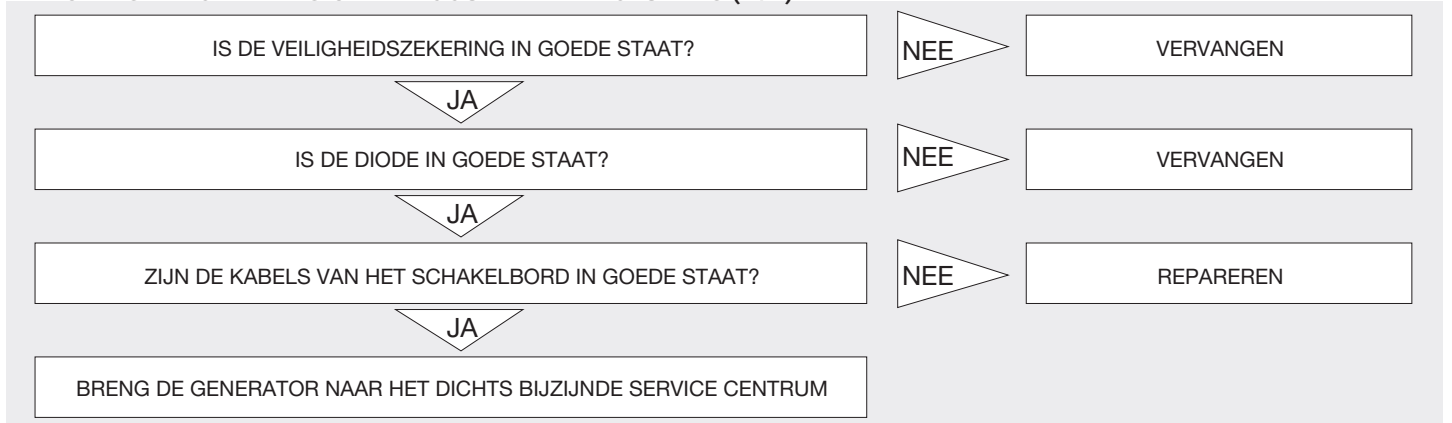 IS DE VEILIGHEIDSZEKERING IN GOEDE STAAT?
NEE
VERVANGEN
JA
IS DE DIODE IN GOEDE STAAT?
NEE
VERVANGEN
JA
ZIJN DE KABELS VAN HET SCHAKELBORD IN GOEDE STAAT?
NEE
REPAREREN
JA
BRENG DE GENERATOR NAAR HET DICHTS BIJZIJNDE SERVICE CENTRUM